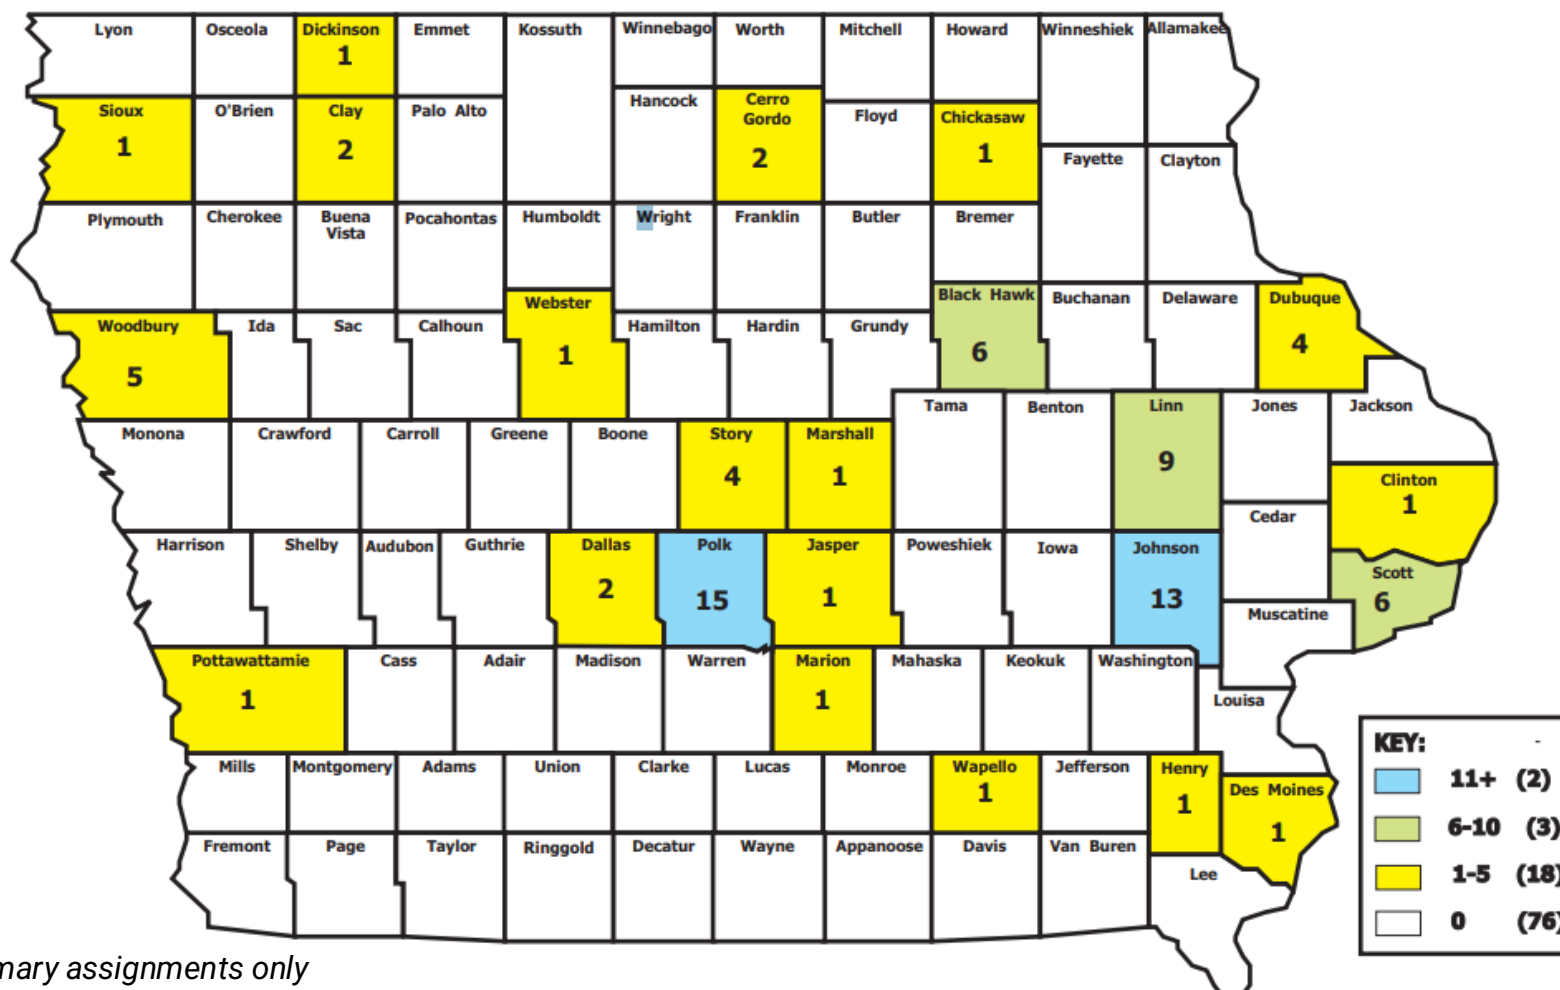 Lyon
Osceola
Dickinson
1
Emmet
Kossuth
Winnebago
Worth
Mitchell
Howard
Winneshiek
Allamakee
Sioux
1
O'Brien
Clay
2
Palo Alto
Hancock
Cerro
Gordo
2
Floyd
Chickasaw
1
Fayette
Clayton
Plymouth
Cherokee
Buena
Vista
Pocahontas
Humboldt
Wright
Franklin
Butler
Bremer
Woodbury
5
Ida
Sac
Calhoun
Webster
1
Hamilton
Hardin
Grundy
Black Hawk
6
Buchanan
Delaware
Dubuque
4
Monona
Crawford
Carroll
Greene
Boone
Story
4
Marshall
1
Tama
Benton
Linn
9
Jones
Jackson
Clinton
1
Cedar
Harrison
Shelby
Audubon
Guthrie
Dallas
2
Polk
15
Jasper
1
Poweshiek
Iowa
Johnson
13
Scott
6
Muscatine
Pottawattamie
1
Cass
Adair
Madison
Warren
Marion
1
Mahaska
Keokuk
Washington
Louisa
Mills
Montgomery
Adams
Union
Clarke
Lucas
Monroe
Wapello
1
Jefferson
Henry
1
Des Moines
1
Fremont
Page
Taylor
Ringgold
Decatur
Wayne
Appanoose
Davis
Van Buren
Lee
KEY: -
11+ (2)
6-10 (3)
1-5 (18)
0 (76)
mary assignments only